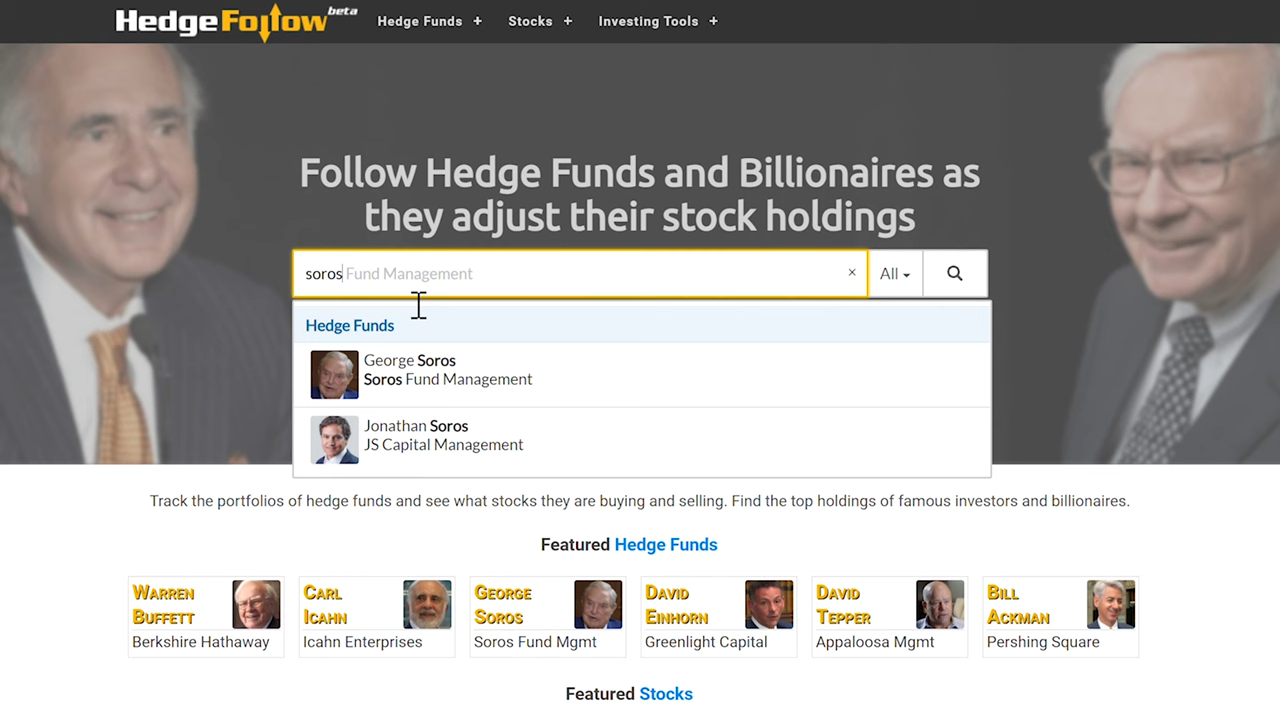 HedgeFollow beta
Hedge Funds +
Stocks +
Investing Tools +
Follow Hedge Funds and Billionaires as
they adjust their stock holdings
soros Fund Management
×
All
Hedge Funds
George Soros
Soros Fund Management
Jonathan Soros
JS Capital Management
Track the portfolios of hedge funds and see what stocks they are buying and selling. Find the top holdings of famous investors and billionaires.
Featured Hedge Funds
Warren
Buffett
Berkshire Hathaway
Carl
Icahn
Icahn Enterprises
George
Soros
Soros Fund Mgmt
David
Einhorn
Greenlight Capital
David
Tepper
Appaloosa Mgmt
Bill
Ackman
Pershing Square
Featured Stocks